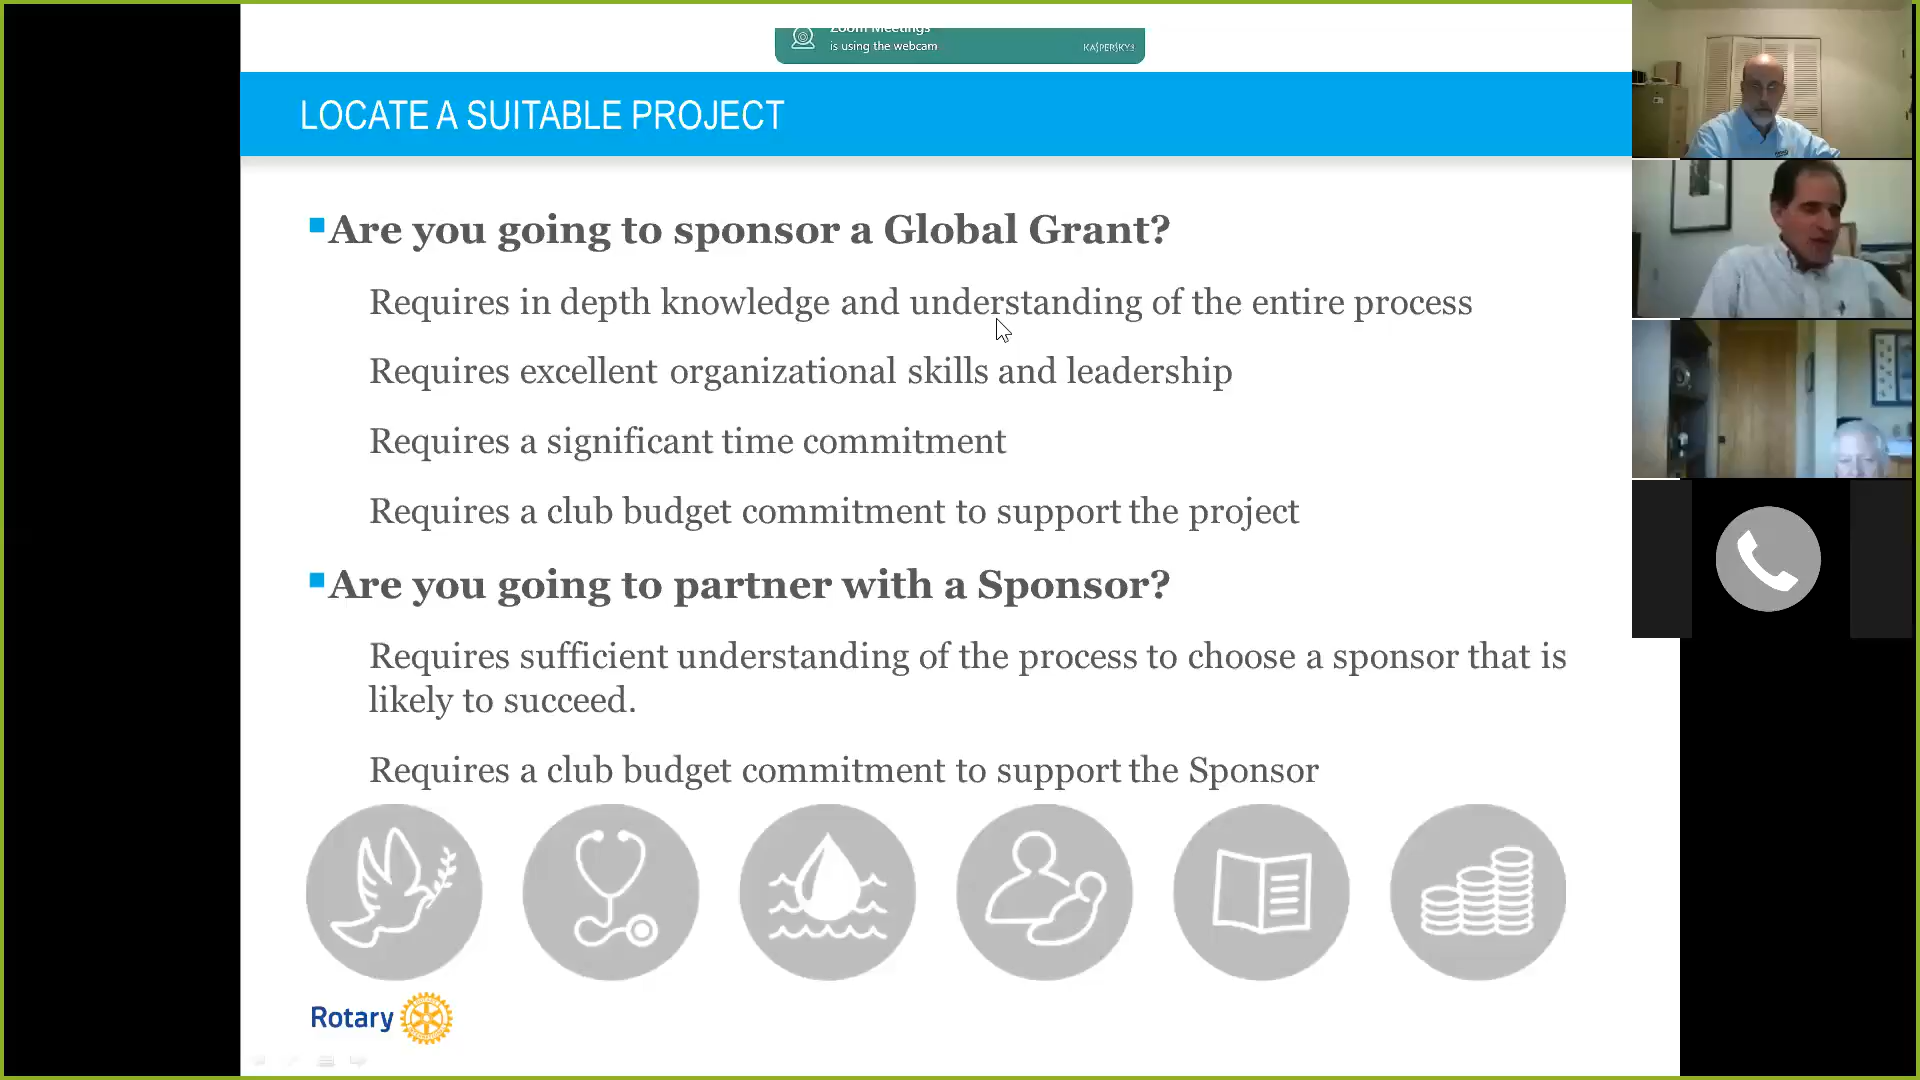 Zoom Meetings
is using the webcam
KASPERSKY
LOCATE A SUITABLE PROJECT
Are you going to sponsor a Global Grant?
Requires in depth knowledge and understanding of the entire process
Requires excellent organizational skills and leadership
Requires a significant time commitment
Requires a club budget commitment to support the project
Are you going to partner with a Sponsor?
Requires sufficient understanding of the process to choose a sponsor that is
likely to succeed.
Requires a club budget commitment to support the Sponsor
Rotary